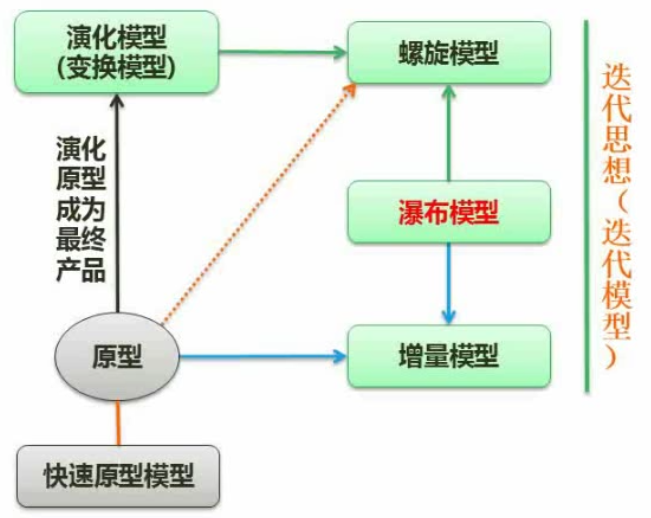 演化模型
(变换模型)
螺旋模型
演化
原型
成为
最终
产品
瀑布模型
迭代思想(迭代模型)
原型
增量模型
快速原型模型